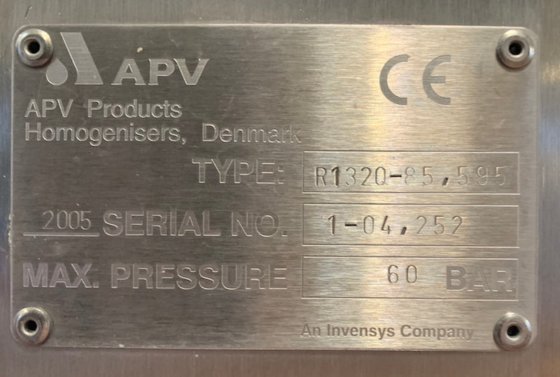 APV CE
APV Products
Homogenisers, Denmark
TYPE: R1320-85,595
2005 SERIAL NO. 1-04,252
MAX. PRESSURE 60 BAR
An Invensys Company